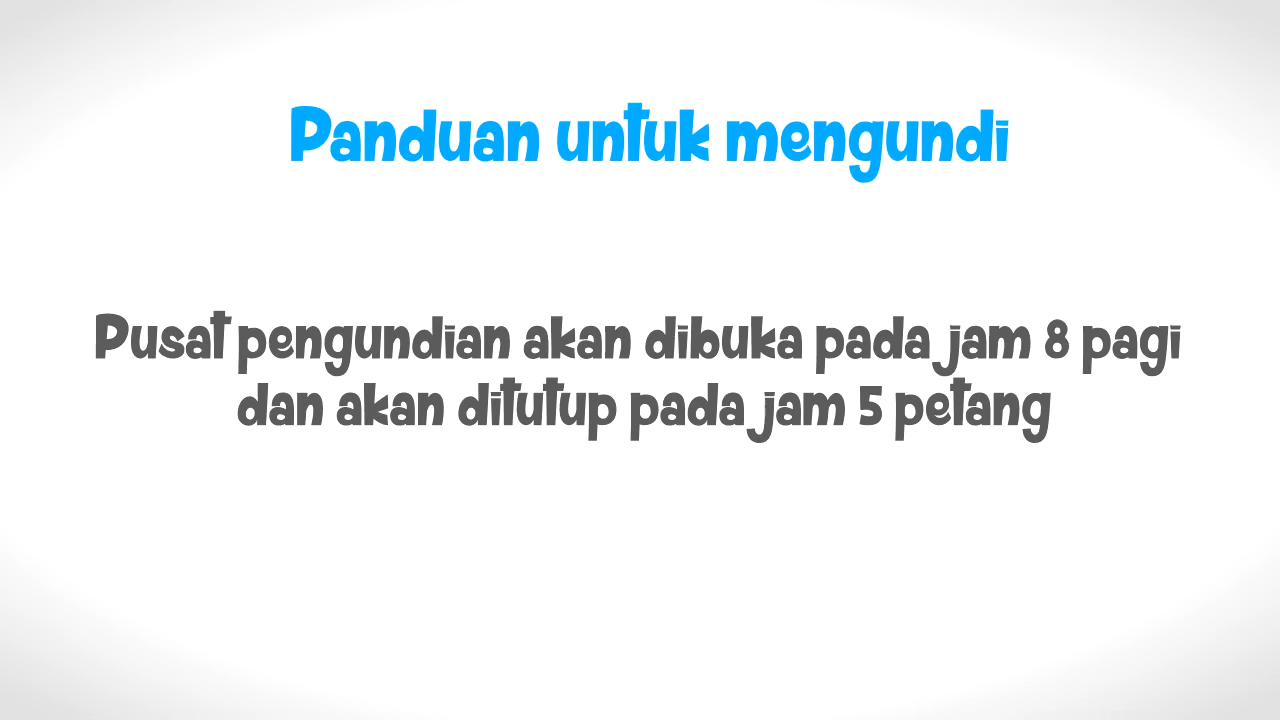 Panduan untuk mengundi
Pusat pengundian akan dibuka pada jam 8 pagi
dan akan ditutup pada jam 5 petang